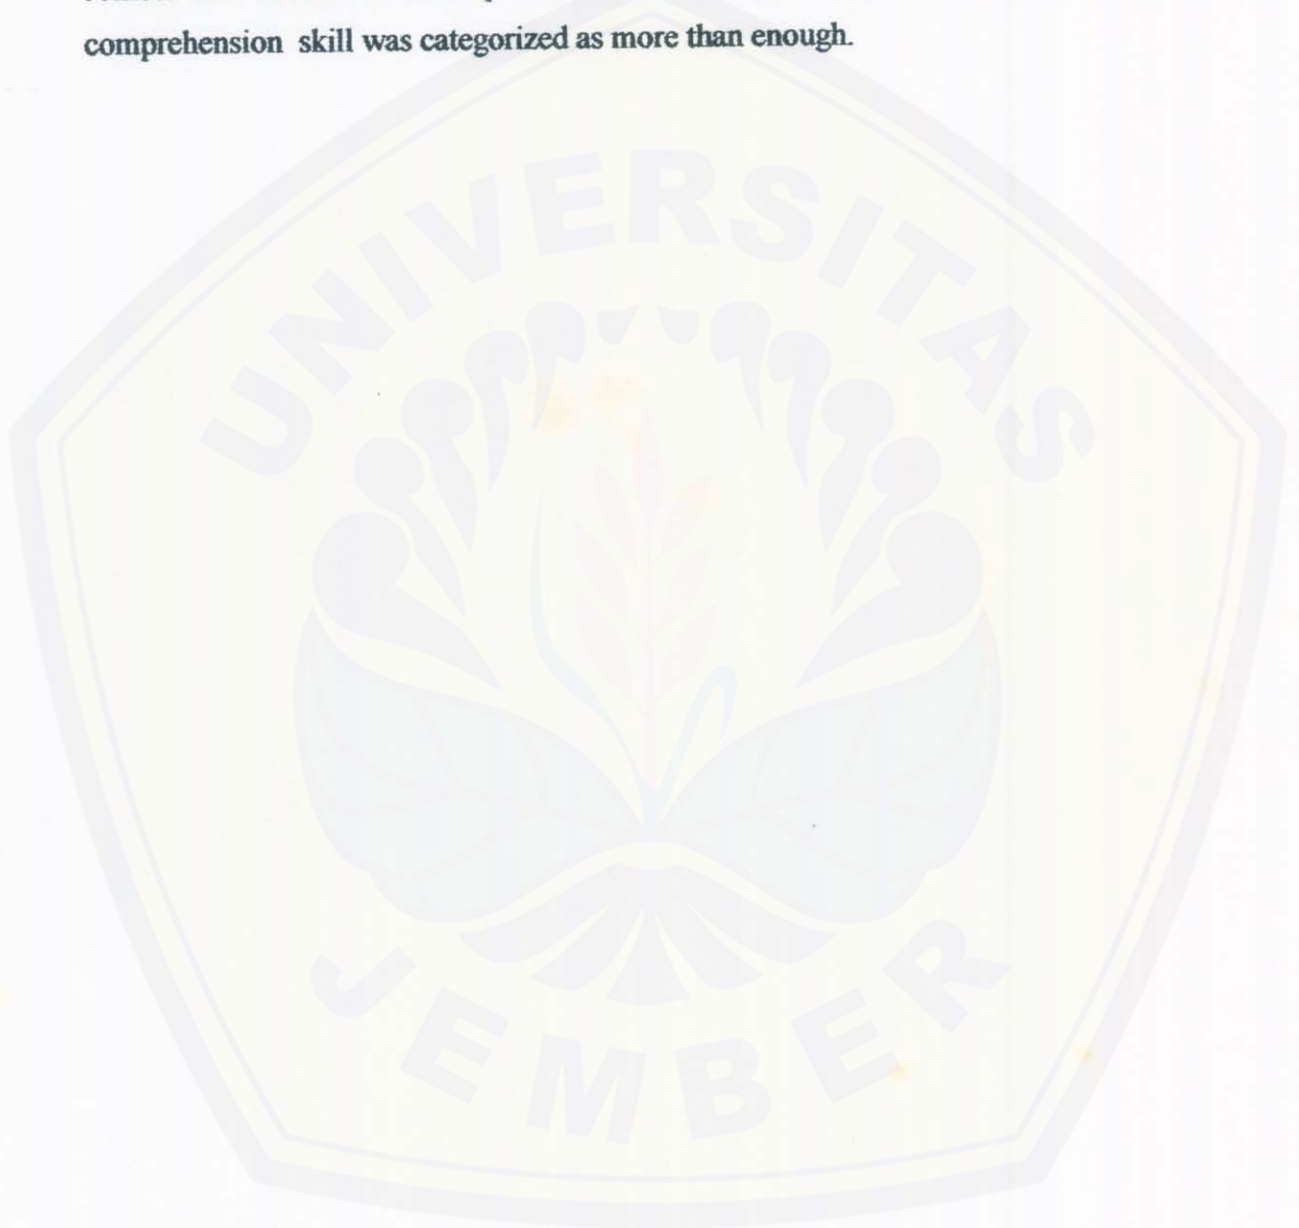 comprehension skill was categorized as more than enough.
UNIVERSITAS
JEMBER